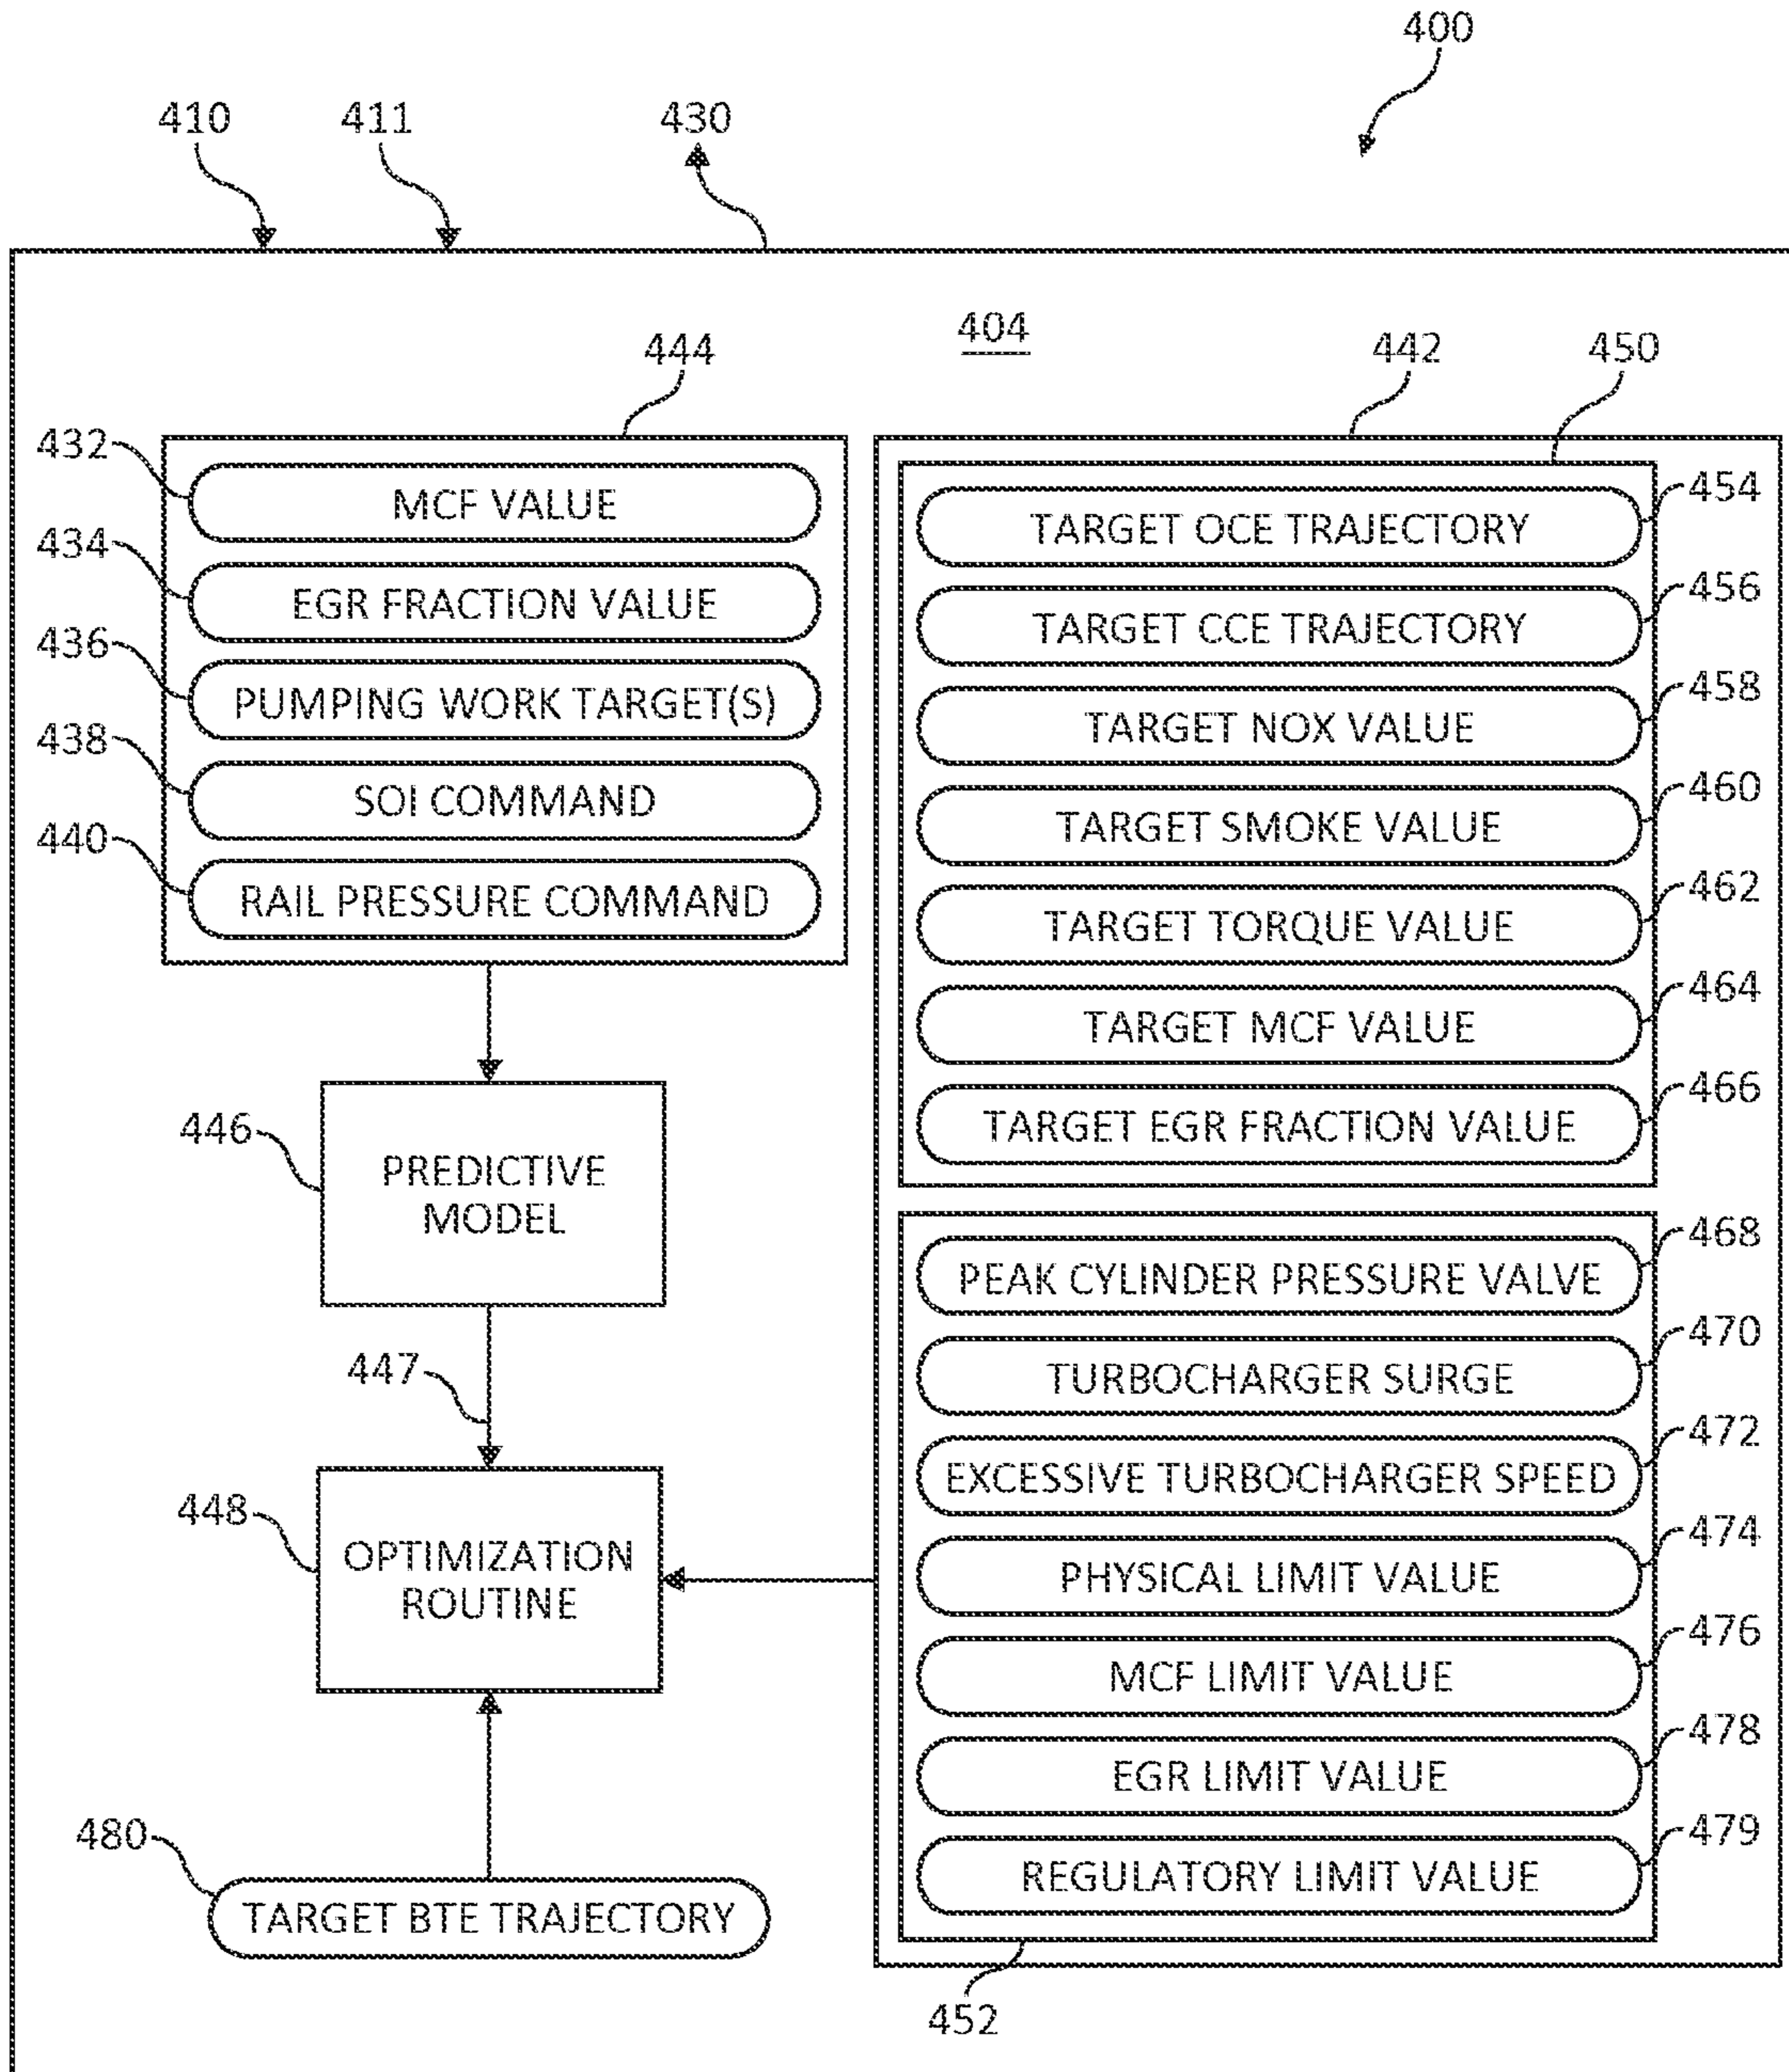 400
410
411
430
404
444
442
450
432
MCF VALUE
434
EGR FRACTION VALUE
436
PUMPING WORK TARGET(S)
438
SOI COMMAND
440
RAIL PRESSURE COMMAND
454
TARGET OCE TRAJECTORY
456
TARGET CCE TRAJECTORY
458
TARGET NOX VALUE
460
TARGET SMOKE VALUE
462
TARGET TORQUE VALUE
464
TARGET MCF VALUE
466
TARGET EGR FRACTION VALUE
446
PREDICTIVE
MODEL
447
448
OPTIMIZATION
ROUTINE
480
TARGET BTE TRAJECTORY
468
PEAK CYLINDER PRESSURE VALVE
470
TURBOCHARGER SURGE
472
EXCESSIVE TURBOCHARGER SPEED
474
PHYSICAL LIMIT VALUE
476
MCF LIMIT VALUE
478
EGR LIMIT VALUE
479
REGULATORY LIMIT VALUE
452